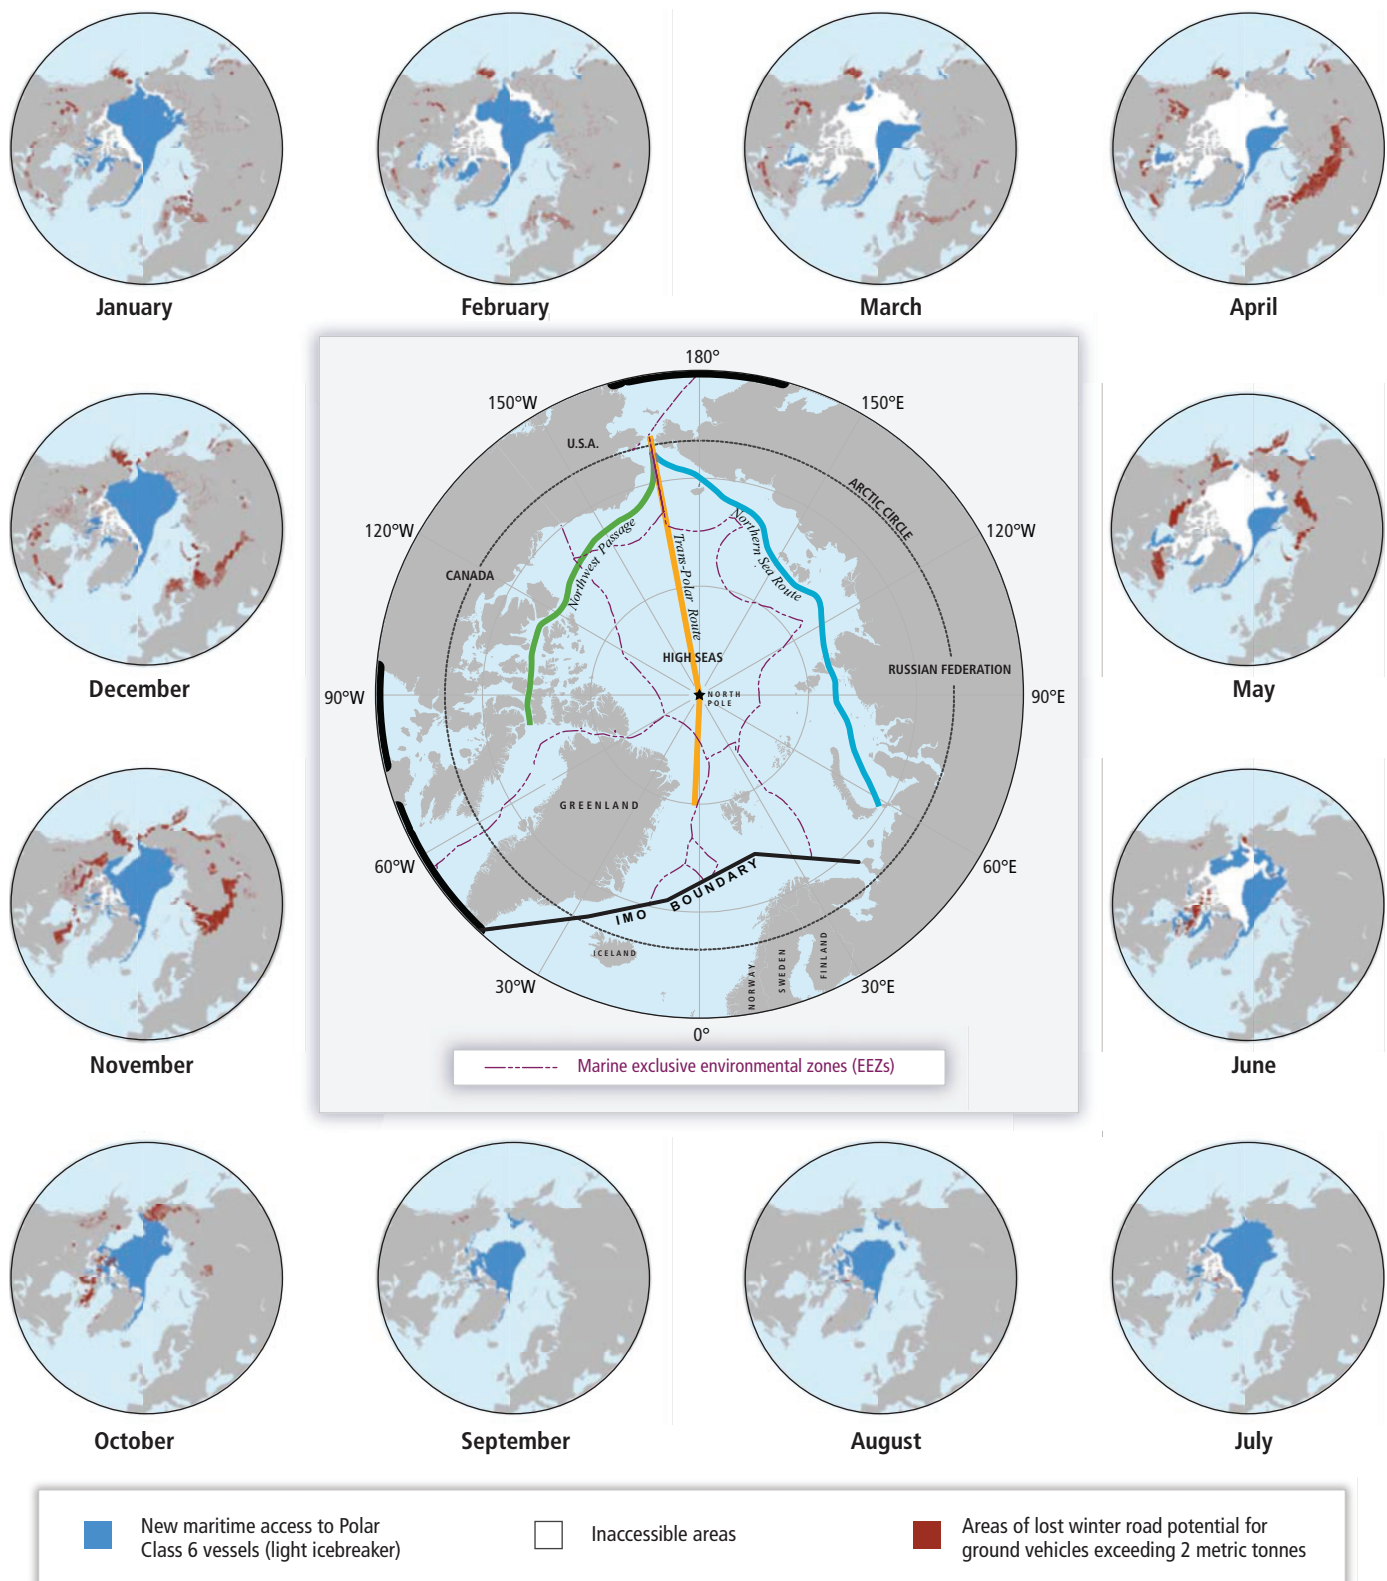 January
February
March
April
180°
150°W
150°E
U.S.A.
ARCTIC CIRCLE
120°W
120°W
Northwest Passage
Trans-Polar Route
Northern Sea Route
CANADA
HIGH SEAS
RUSSIAN FEDERATION
December
May
90°W
NORTH
POLE
90°E
GREENLAND
60°W
60°E
IMO BOUNDARY
ICELAND
NORWAY
SWEDEN
FINLAND
30°W
30°E
0°
November
June
Marine exclusive environmental zones (EEZs)
October
September
August
July
New maritime access to Polar
Class 6 vessels (light icebreaker)
Inaccessible areas
Areas of lost winter road potential for
ground vehicles exceeding 2 metric tonnes